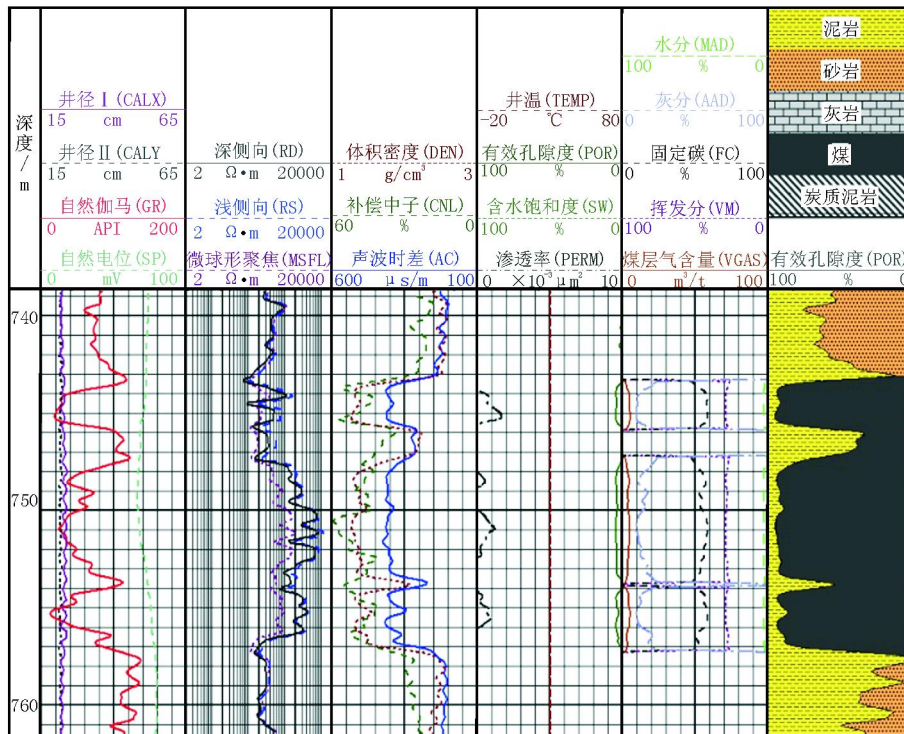 深度/m
井径Ⅰ(CALX)
15 cm 65
井径Ⅱ(CALY
15 cm 65
自然伽马(GR)
0 API 200
自然电位(SP)
0 mV 100
深侧向(RD)
2 Ω•m 20000
浅侧向(RS)
2 Ω•m 20000
微球形聚焦(MSFL)
2 Ω•m 20000
体积密度(DEN)
1 g/cm³ 3
补偿中子(CNL)
60 % 0
声波时差(AC)
600 μs/m 100
井温(TEMP)
-20 ℃ 80
有效孔隙度(POR)
100 % 0
含水饱和度(SW)
100 % 0
渗透率(PERM)
0 ×10⁻³μm² 10
水分(MAD)
100 % 0
灰分(AAD)
0 % 100
固定碳(FC)
0 % 100
挥发分(VM)
100 % 0
煤层气含量(VGAS)
0 m³/t 100
泥岩
砂岩
灰岩
煤
炭质泥岩
有效孔隙度(POR)
100 % 0
740
750
760